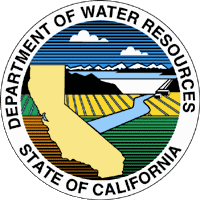 DEPARTMENT OF WATER RESOURCES
STATE OF CALIFORNIA